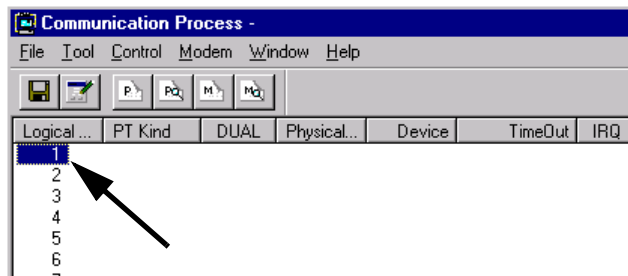 Communication Process -
File Tool Control Modem Window Help
P. PQ M. MQ
Logical ... PT Kind DUAL Physical... Device TimeOut IRQ
1
2
3
4
5
6